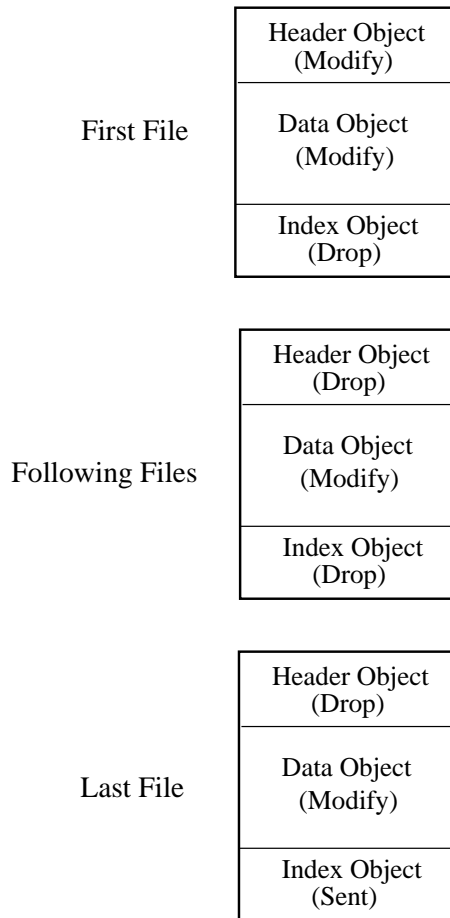 Header Object
(Modify)
First File
Data Object
(Modify)
Index Object
(Drop)
Header Object
(Drop)
Following Files
Data Object
(Modify)
Index Object
(Drop)
Header Object
(Drop)
Last File
Data Object
(Modify)
Index Object
(Sent)